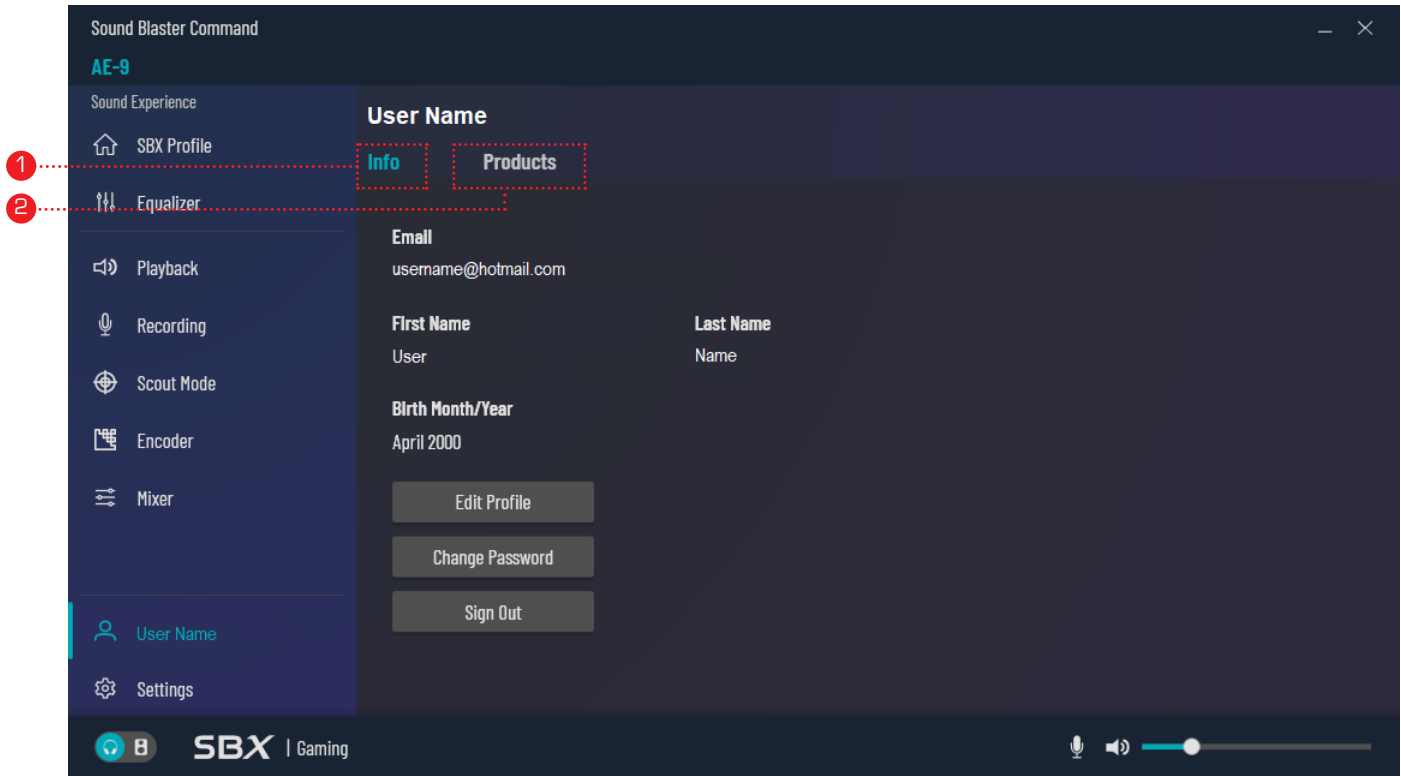 Sound Blaster Command
AE-9
Sound Experience
SBX Profile
Equalizer
Playback
Recording
Scout Mode
Encoder
Mixer
User Name
Settings
User Name
Info Products
1
2
Email
username@hotmail.com
First Name Last Name
User Name
Birth Month/Year
April 2000
Edit Profile
Change Password
Sign Out
SBX | Gaming